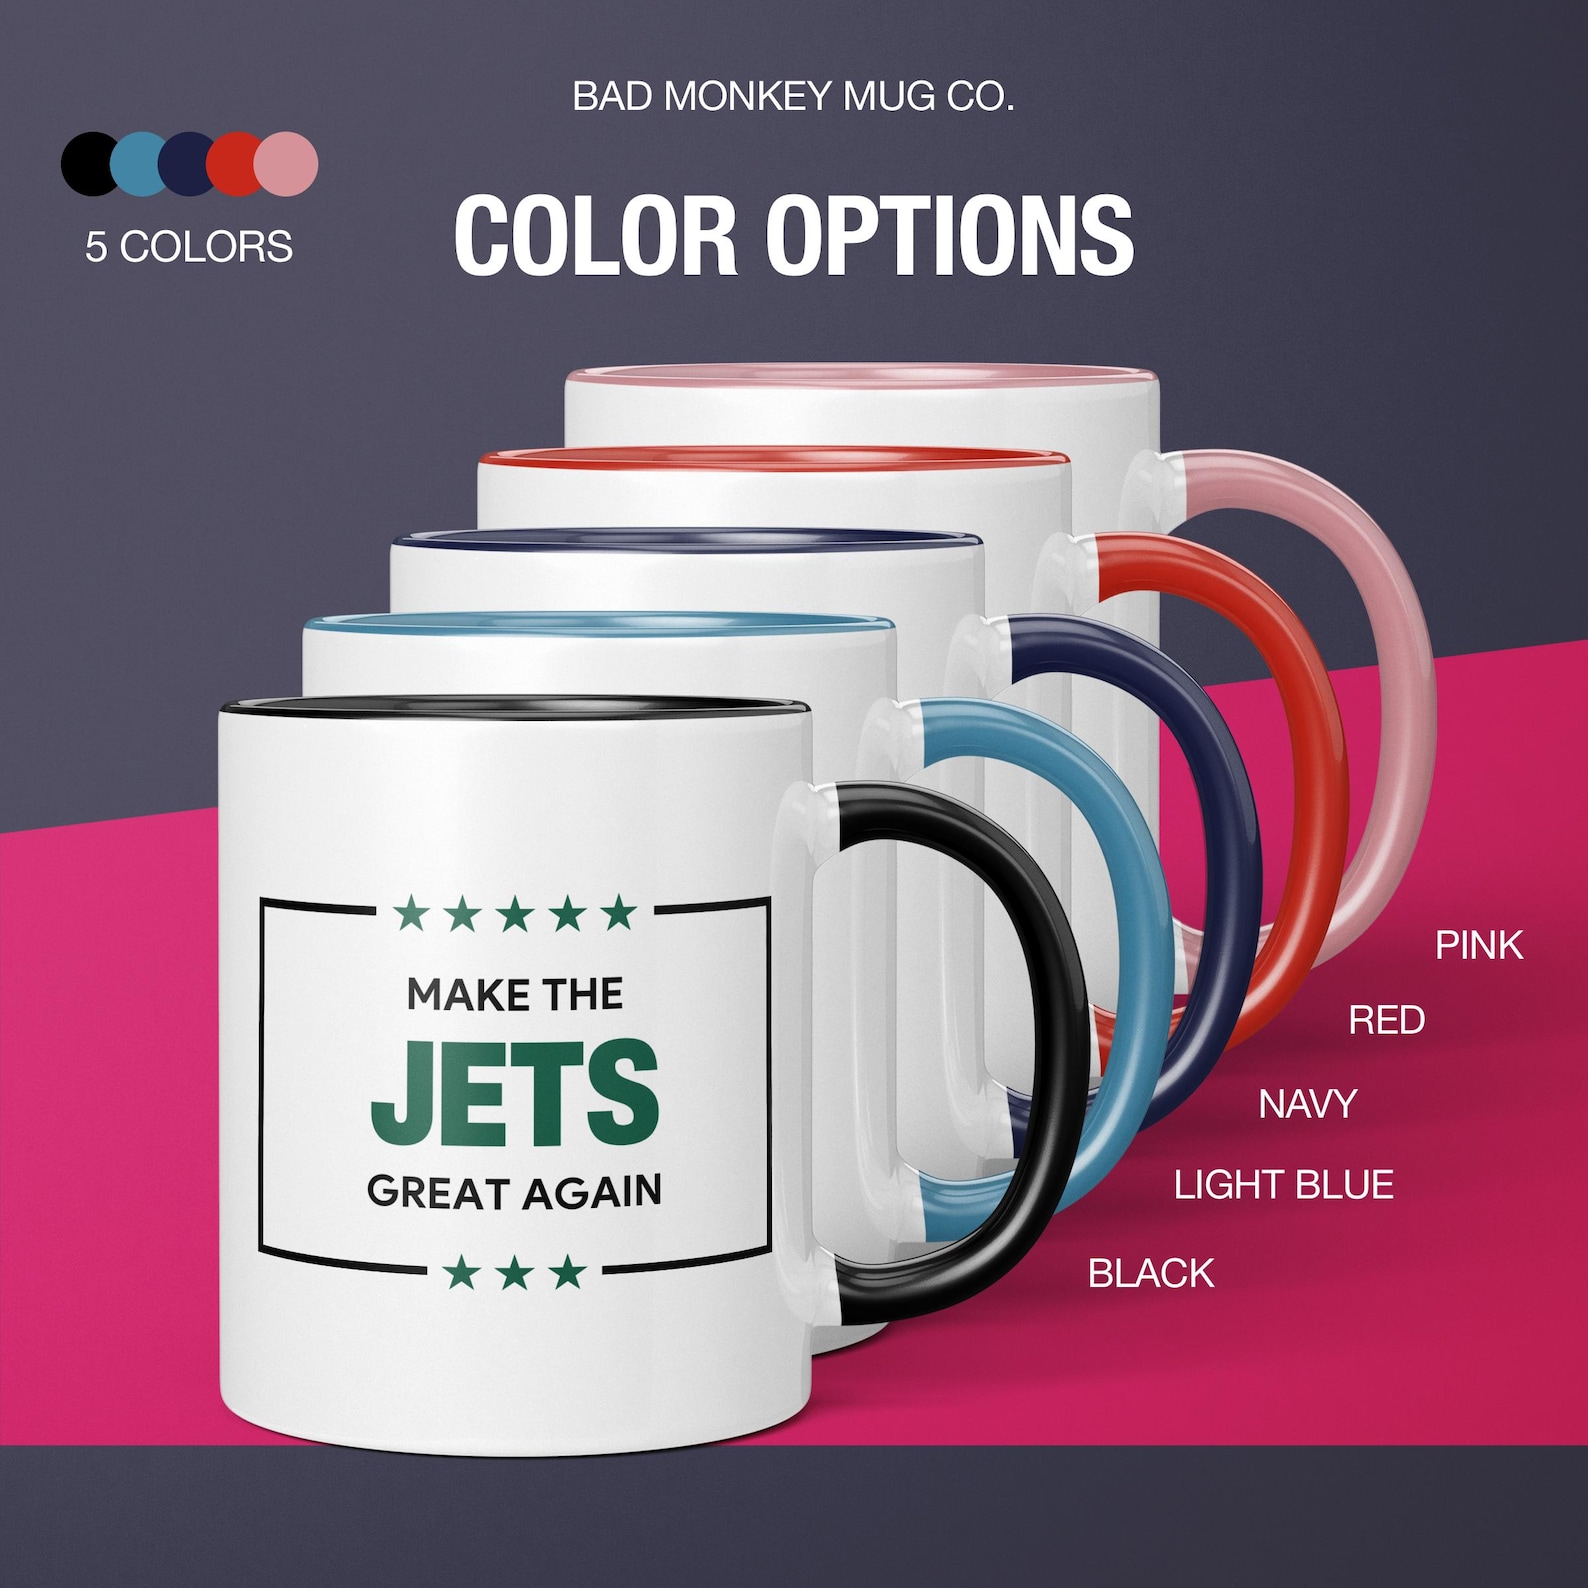 BAD MONKEY MUG CO.
5 COLORS
COLOR OPTIONS
MAKE THE
JETS
GREAT AGAIN
PINK
RED
NAVY
LIGHT BLUE
BLACK